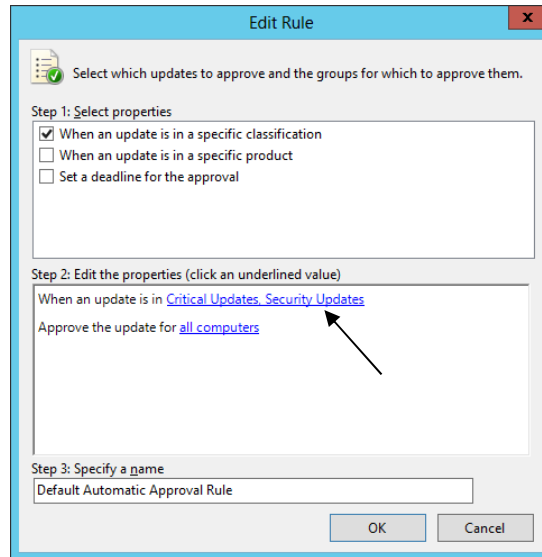 Edit Rule
x
Select which updates to approve and the groups for which to approve them.
Step 1: Select properties
When an update is in a specific classification
When an update is in a specific product
Set a deadline for the approval
Step 2: Edit the properties (click an underlined value)
When an update is in Critical Updates, Security Updates
Approve the update for all computers
Step 3: Specify a name
Default Automatic Approval Rule
OK Cancel